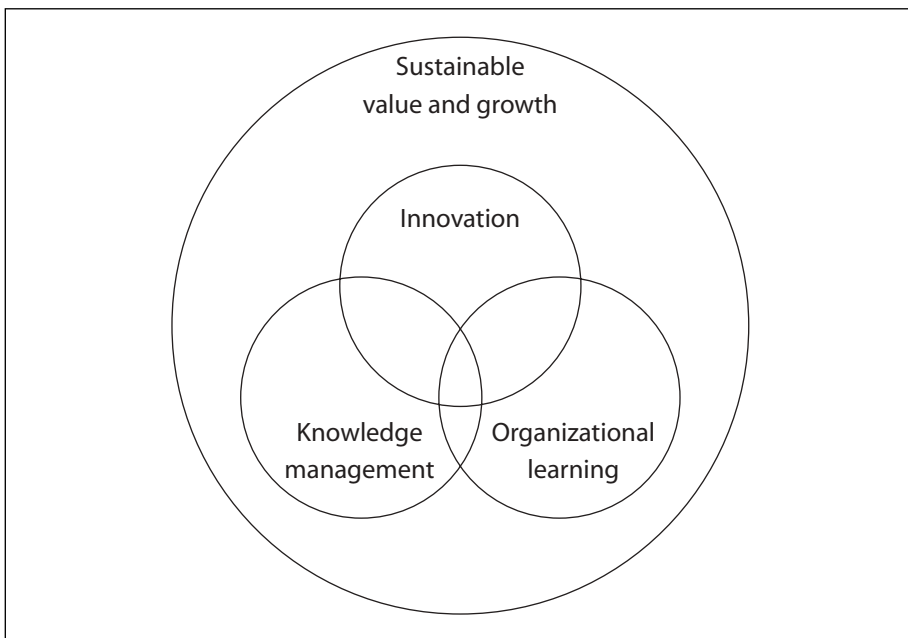 Sustainable
value and growth
Innovation
Knowledge
management
Organizational
learning